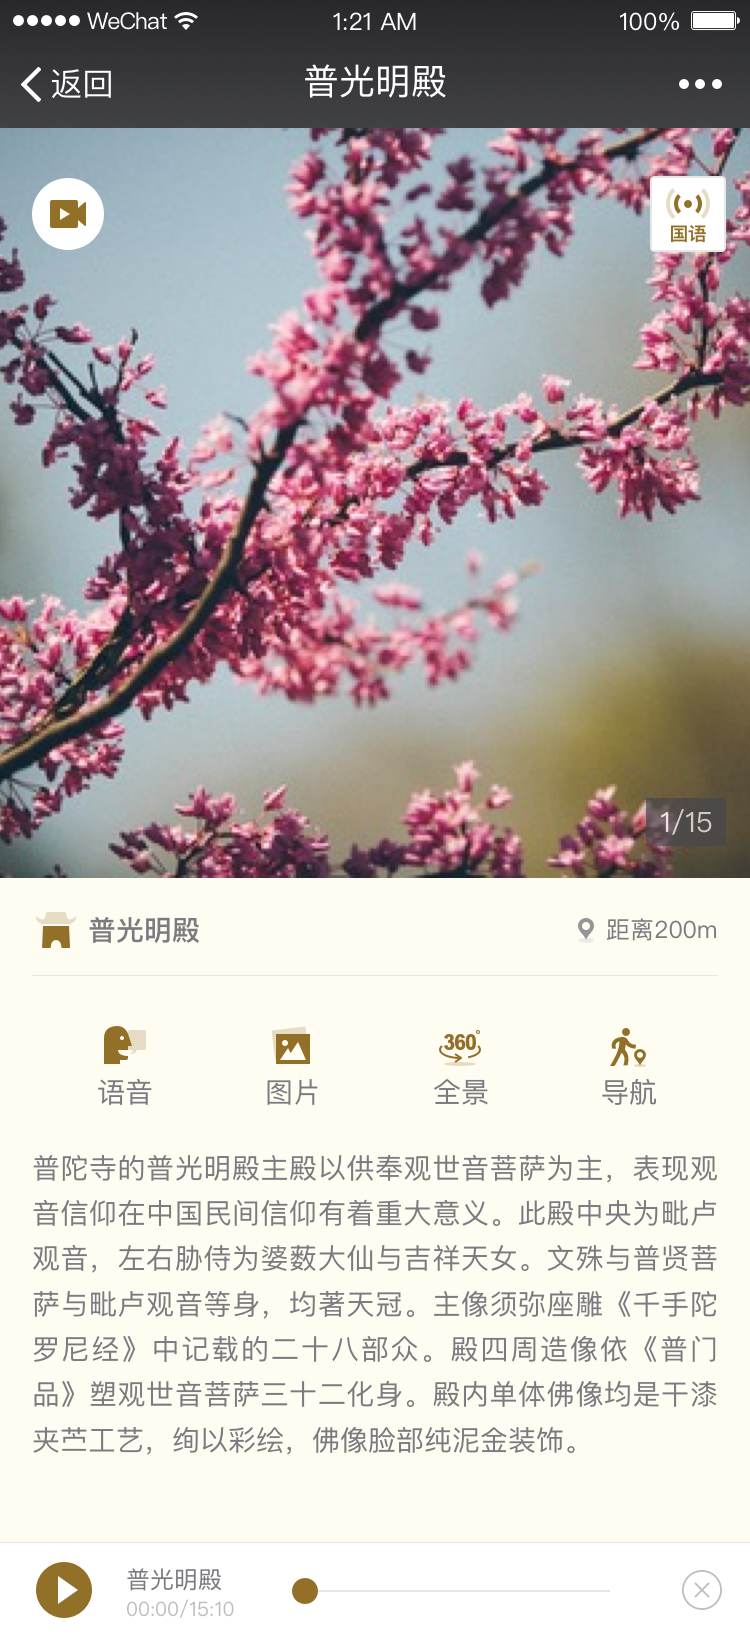 WeChat 1:21 AM 100%
返回 普光明殿
国语
1/15
普光明殿 距离200m
360°
语音 图片 全景 导航
普陀寺的普光明殿主殿以供奉观世音菩萨为主，表现观
音信仰在中国民间信仰有着重大意义。此殿中央为毗卢
观音，左右胁侍为婆薮大仙与吉祥天女。文殊与普贤菩
萨与毗卢观音等身，均著天冠。主像须弥座雕《千手陀
罗尼经》中记载的二十八部众。殿四周造像依《普门
品》塑观世音菩萨三十二化身。殿内单体佛像均是干漆
夹苎工艺，绚以彩绘，佛像脸部纯泥金装饰。
普光明殿
00:00/15:10